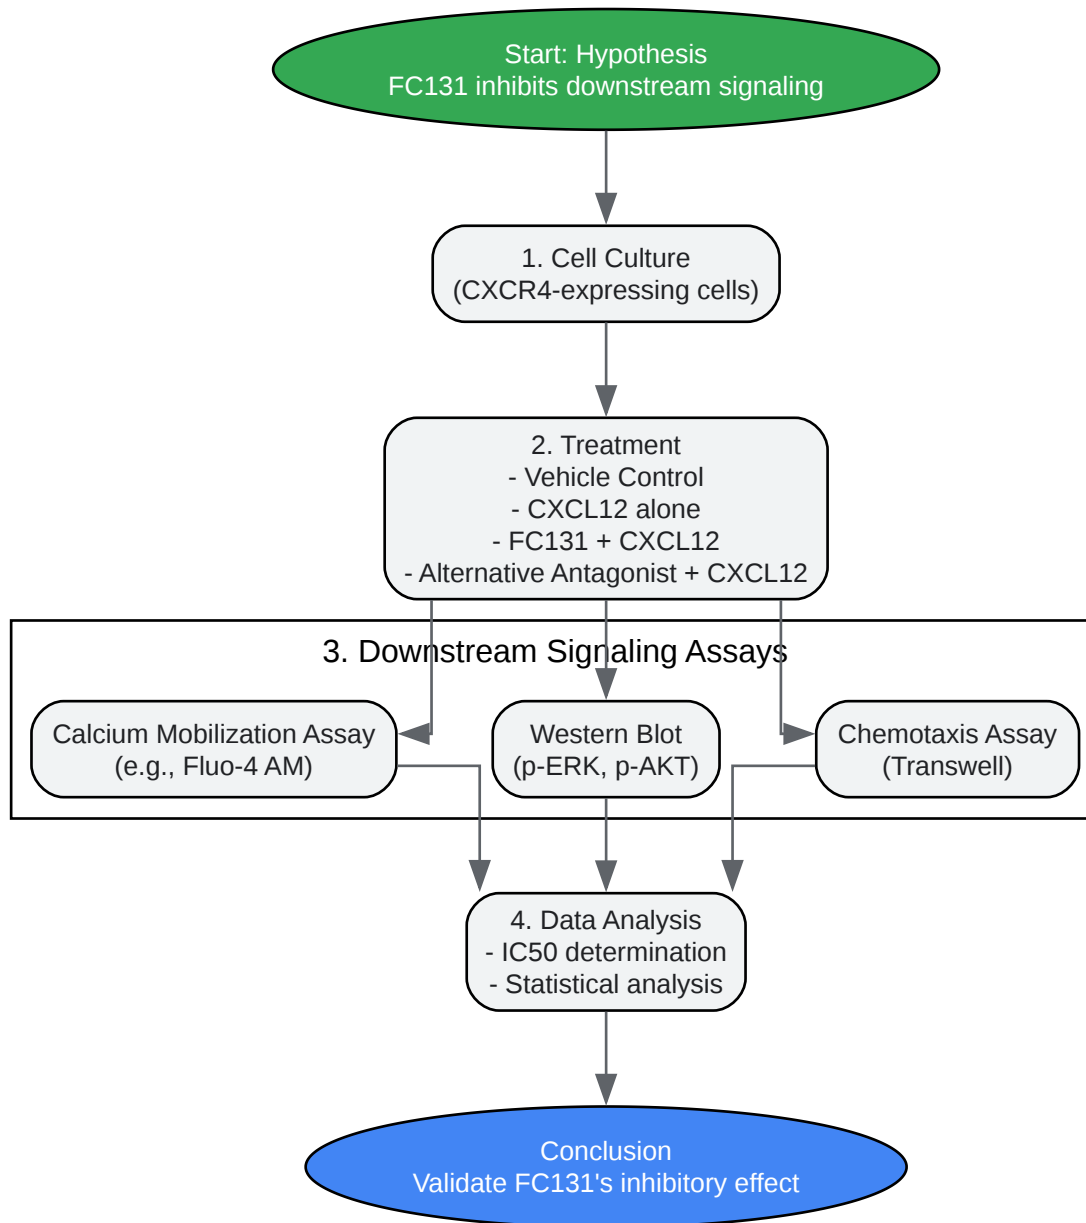 Start: Hypothesis
FC131 inhibits downstream signaling
1. Cell Culture
(CXCR4-expressing cells)
2. Treatment
- Vehicle Control
- CXCL12 alone
- FC131 + CXCL12
- Alternative Antagonist + CXCL12
3. Downstream Signaling Assays
Calcium Mobilization Assay
(e.g., Fluo-4 AM)
Western Blot
(p-ERK, p-AKT)
Chemotaxis Assay
(Transwell)
4. Data Analysis
- IC50 determination
- Statistical analysis
Conclusion
Validate FC131's inhibitory effect